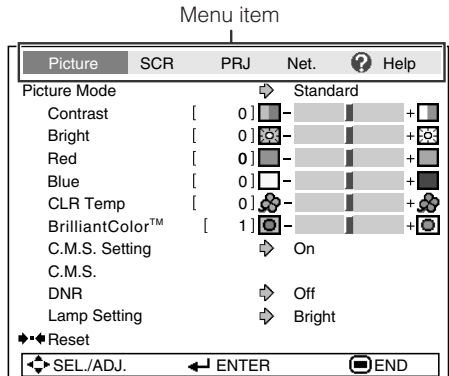 Menu item
Picture SCR PRJ Net. Help
Picture Mode Standard
Contrast [ 0 ] - +
Bright [ 0 ] - +
Red [ 0 ] - +
Blue [ 0 ] - +
CLR Temp [ 0 ] - +
BrilliantColor™ [ 1 ] - +
C.M.S. Setting On
C.M.S.
DNR Off
Lamp Setting Bright
Reset
SEL./ADJ. ENTER END